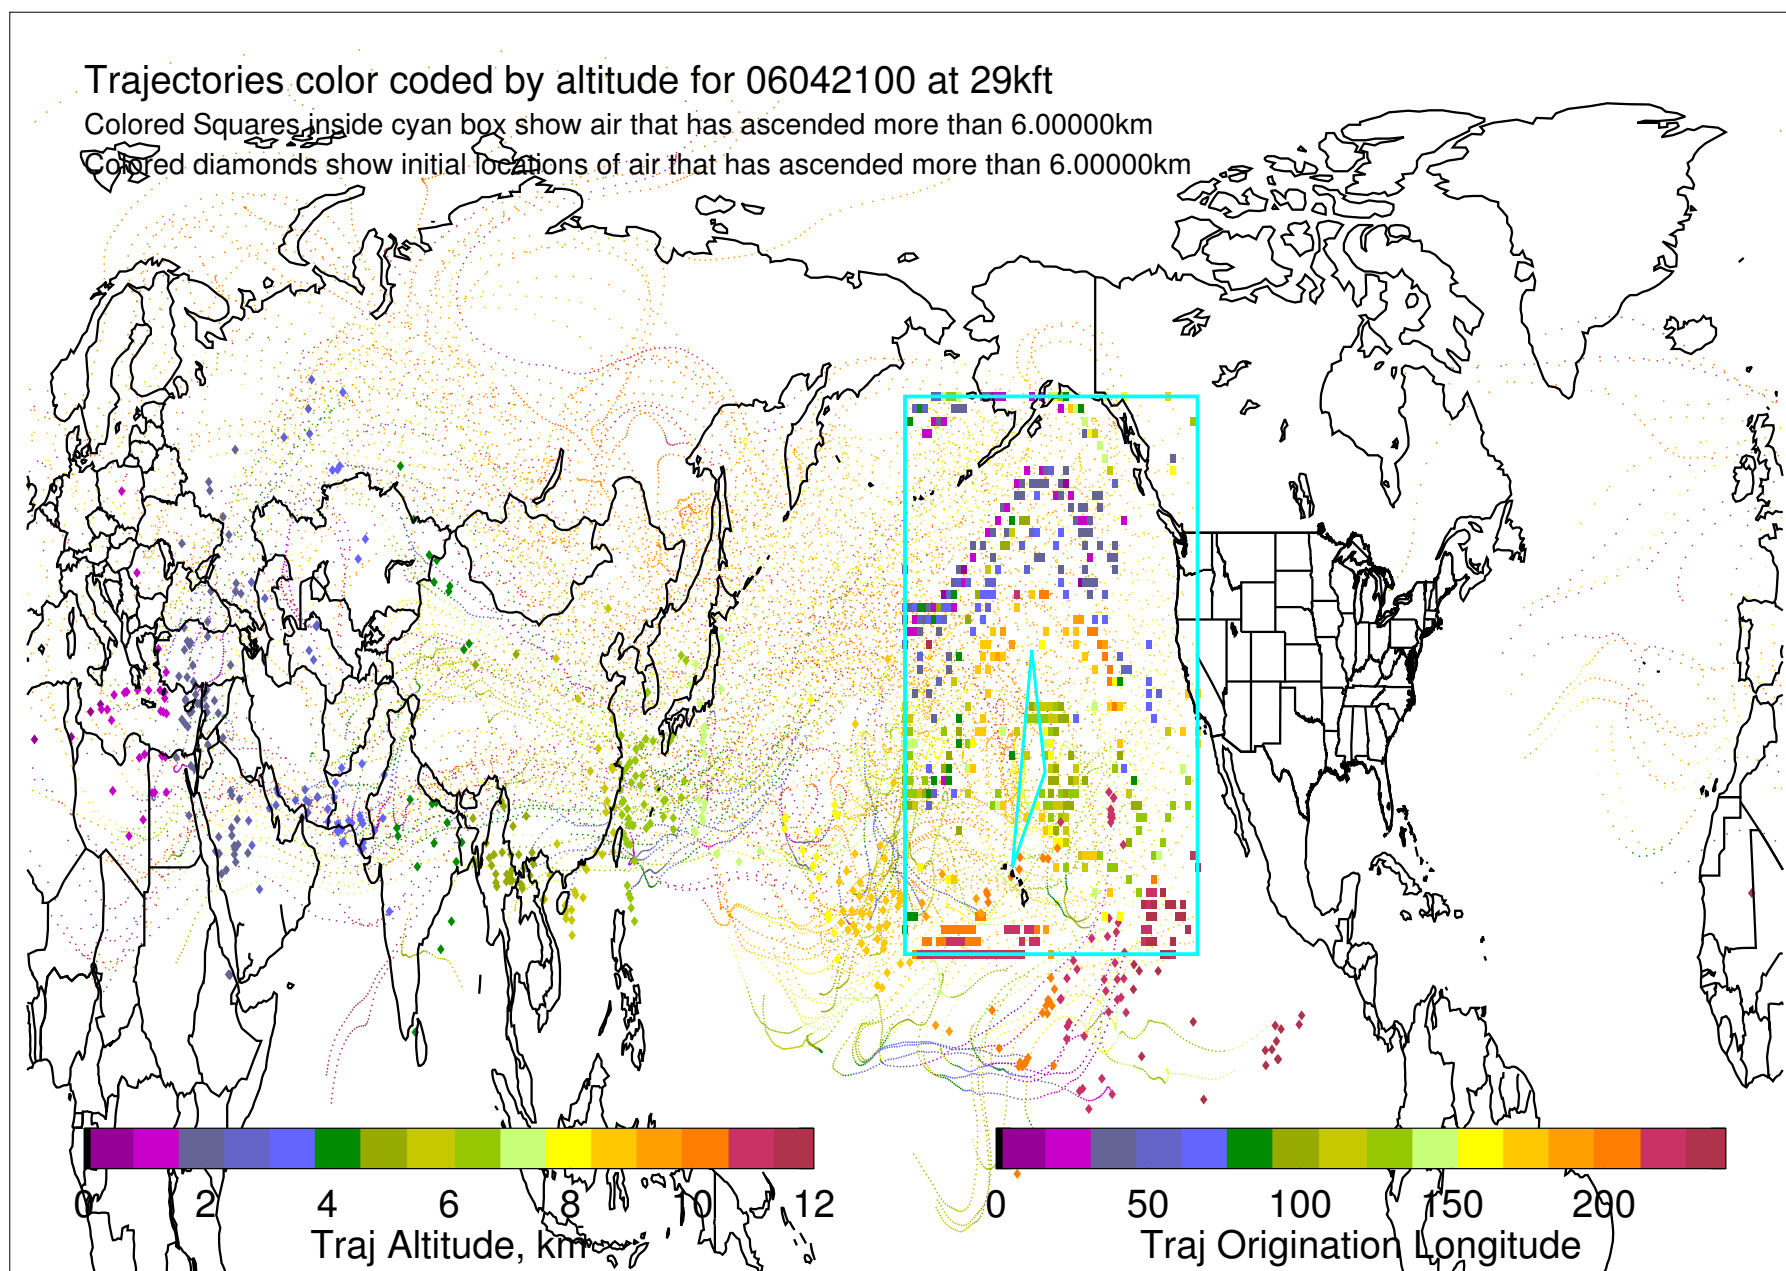 Trajectories color coded by altitude for 06042100 at 29kft
Colored Squares inside cyan box show air that has ascended more than 6.00000km
Colored diamonds show initial locations of air that has ascended more than 6.00000km
0 2 4 6 8 10 12
Traj Altitude, km
0 50 100 150 200
Traj Origination Longitude